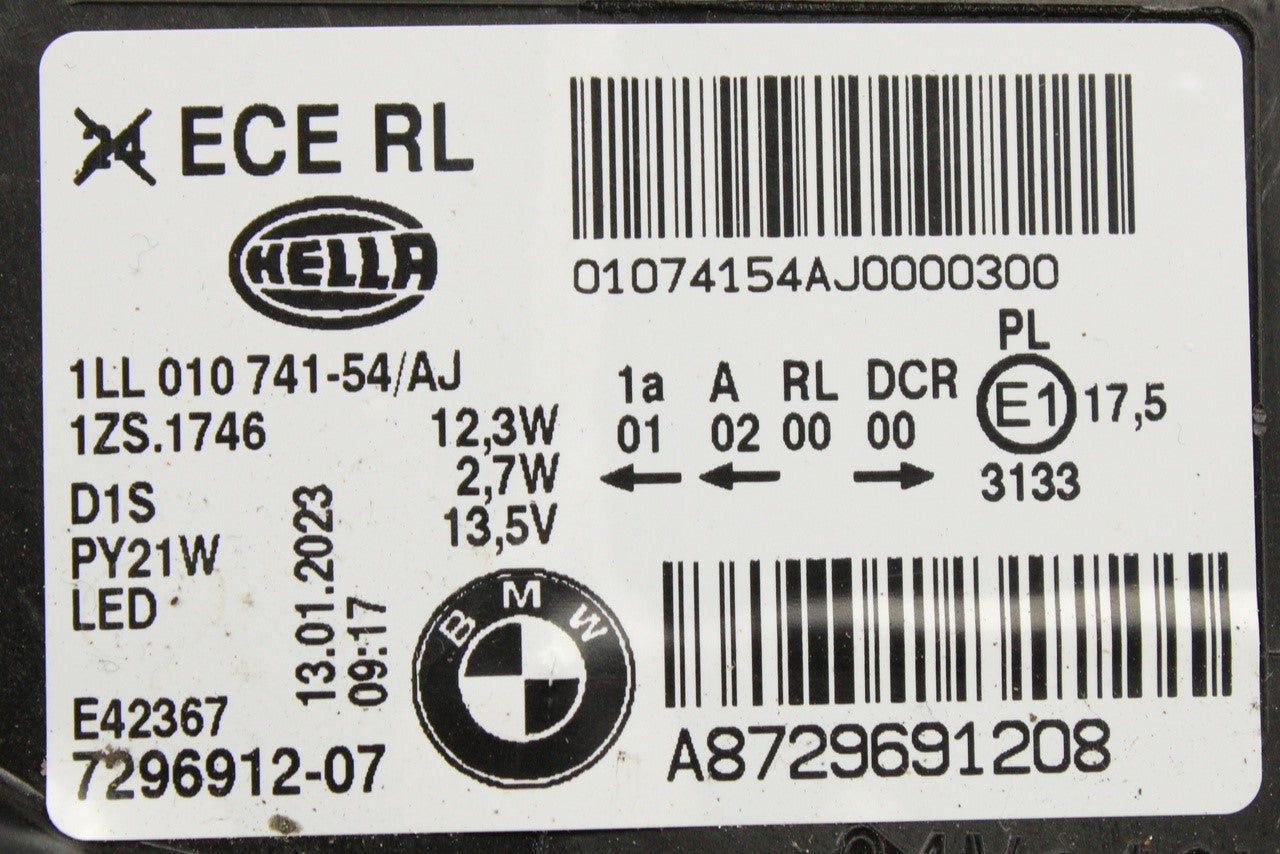 24 ECE RL
HELLA
01074154AJ0000300
1LL 010 741-54/AJ
1ZS.1746
12,3W
2,7W
13,5V
D1S
PY21W
LED
13.01.2023
09:17
PL
1a A RL DCR
E1 17,5
01 02 00 00
3133
BMW
E42367
7296912-07
A8729691208